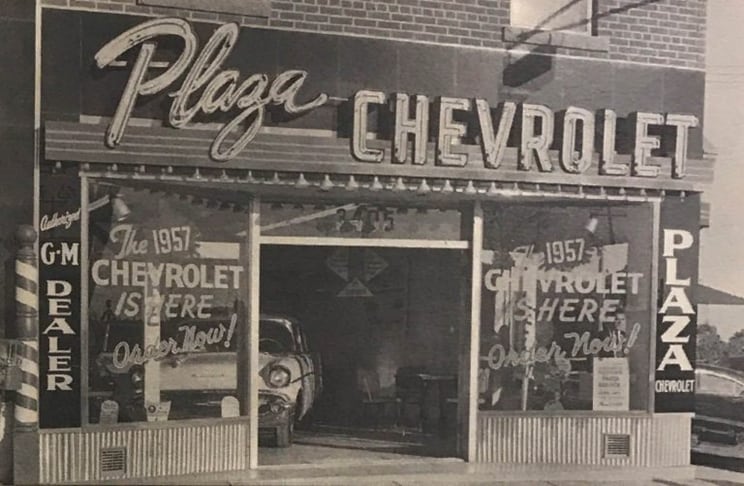 Plaza CHEVROLET
Authorized
G-M
DEALER
The 1957
CHEVROLET
IS HERE
Order Now!
The 1957
CHEVROLET
IS HERE
Order Now!
PLAZA
CHEVROLET